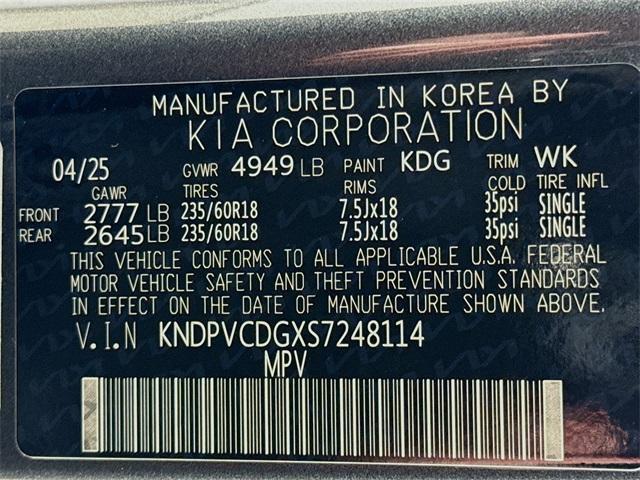 MANUFACTURED IN KOREA BY
KIA CORPORATION
04/25 GVWR 4949 LB PAINT KDG TRIM WK
GAWR TIRES RIMS COLD TIRE INFL
FRONT 2777 LB 235/60R18 7.5Jx18 35psi SINGLE
REAR 2645 LB 235/60R18 7.5Jx18 35psi SINGLE
THIS VEHICLE CONFORMS TO ALL APPLICABLE U.S.A. FEDERAL
MOTOR VEHICLE SAFETY AND THEFT PREVENTION STANDARDS
IN EFFECT ON THE DATE OF MANUFACTURE SHOWN ABOVE.
V.I.N KNDPVCDGXS7248114
MPV